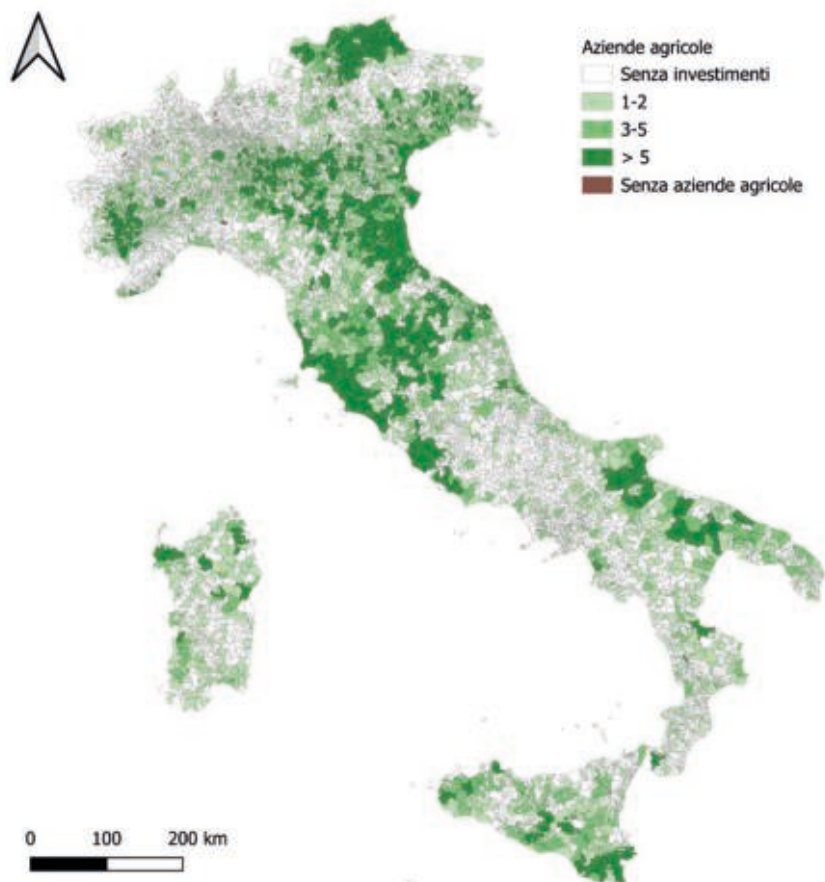 Aziende agricole
Senza investimenti
1-2
3-5
> 5
Senza aziende agricole
0 100 200 km